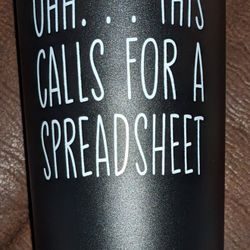 OHH. . . THIS
CALLS FOR A
SPREADSHEET